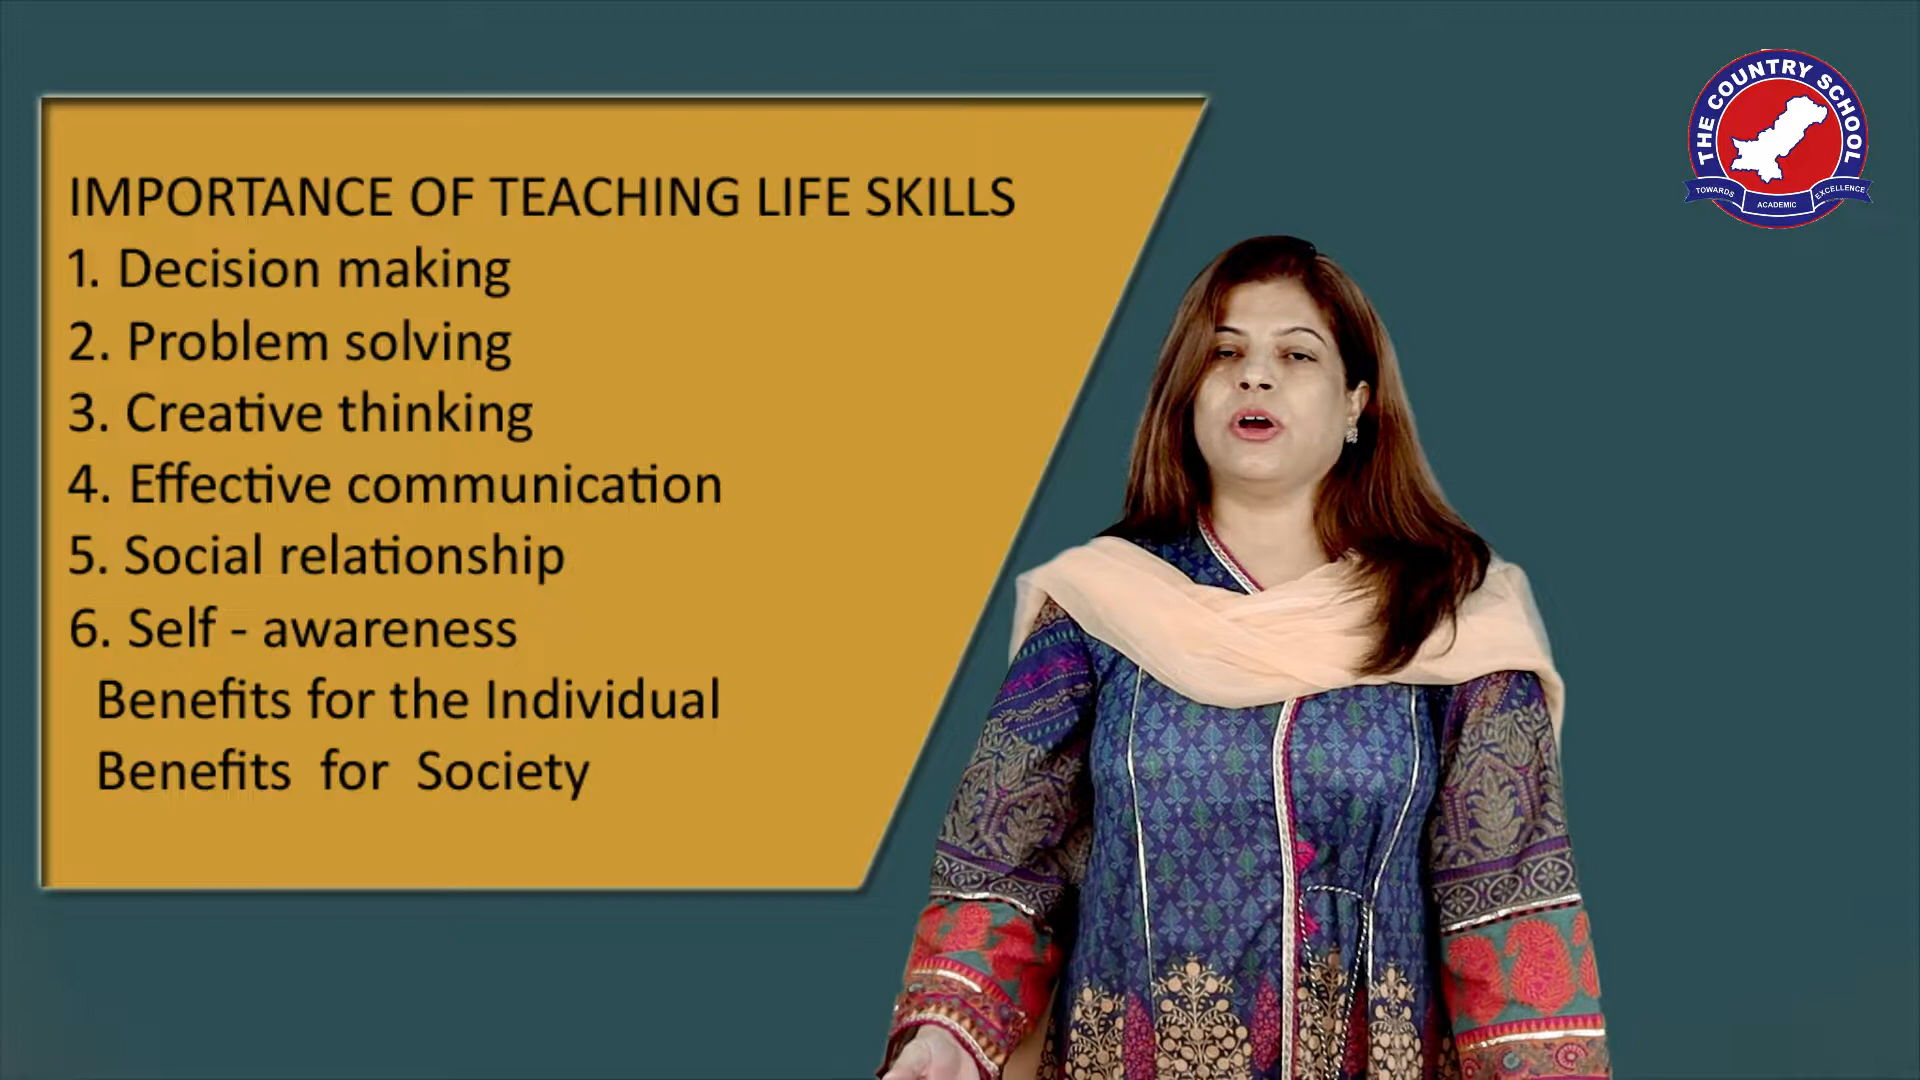 IMPORTANCE OF TEACHING LIFE SKILLS
1. Decision making
2. Problem solving
3. Creative thinking
4. Effective communication
5. Social relationship
6. Self - awareness
Benefits for the Individual
Benefits for Society
THE COUNTRY SCHOOL
TOWARDS ACADEMIC EXCELLENCE